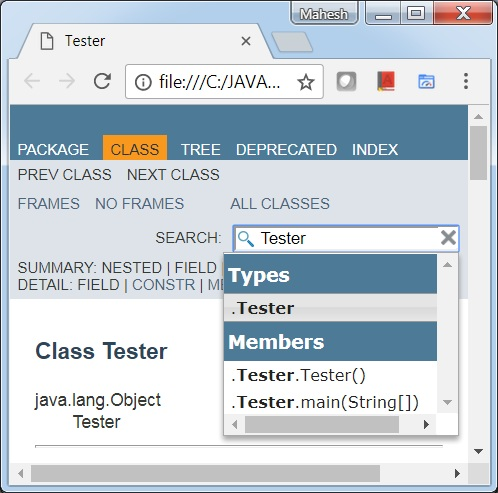 Mahesh
Tester
file:///C:/JAVA...
PACKAGE CLASS TREE DEPRECATED INDEX
PREV CLASS NEXT CLASS
FRAMES NO FRAMES ALL CLASSES
SEARCH: Tester
SUMMARY: NESTED | FIELD |
DETAIL: FIELD | CONSTR |
Types
.Tester
Members
.Tester.Tester()
.Tester.main(String[])
Class Tester
java.lang.Object
Tester